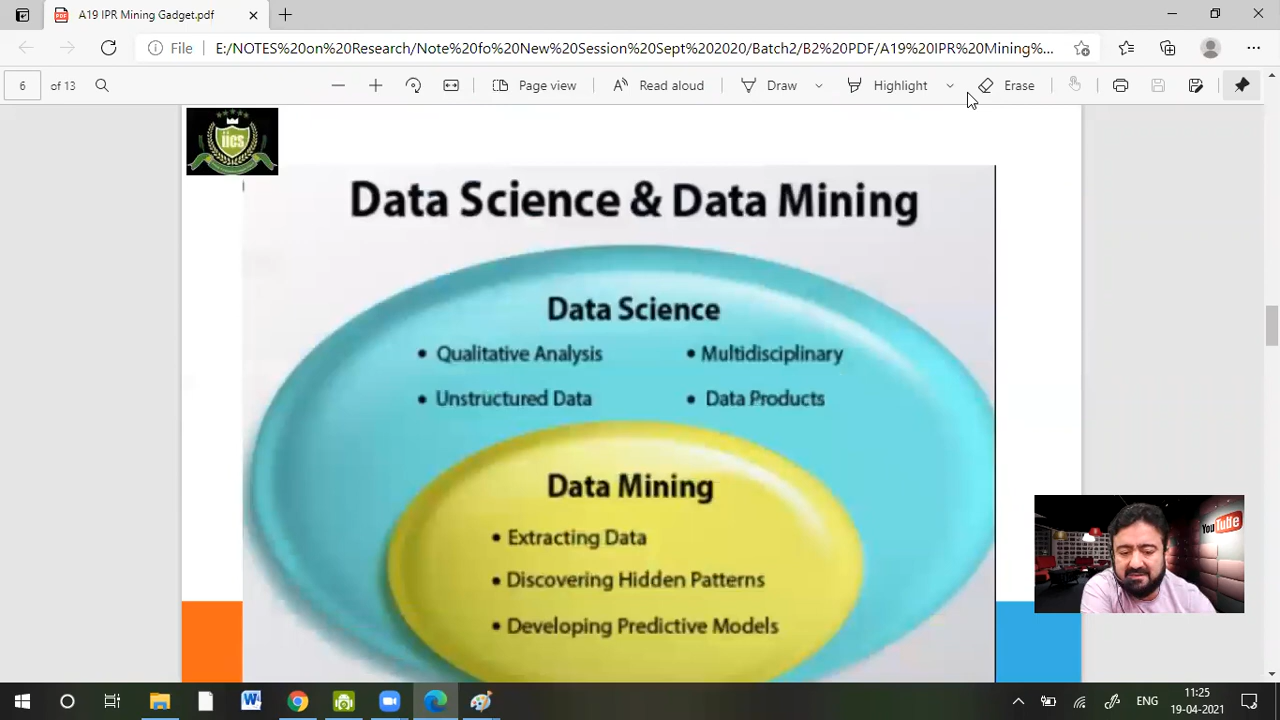 A19 IPR Mining Gadget.pdf
File E:/NOTES%20on%20Research/Note%20fo%20New%20Session%20Sept%202020/Batch2/B2%20PDF/A19%20IPR%20Mining%...
6 of 13 Page view Read aloud Draw Highlight Erase
iics
Data Science & Data Mining
Data Science
• Qualitative Analysis • Multidisciplinary
• Unstructured Data • Data Products
Data Mining
• Extracting Data
• Discovering Hidden Patterns
• Developing Predictive Models
YouTube
ENG 11:25
19-04-2021